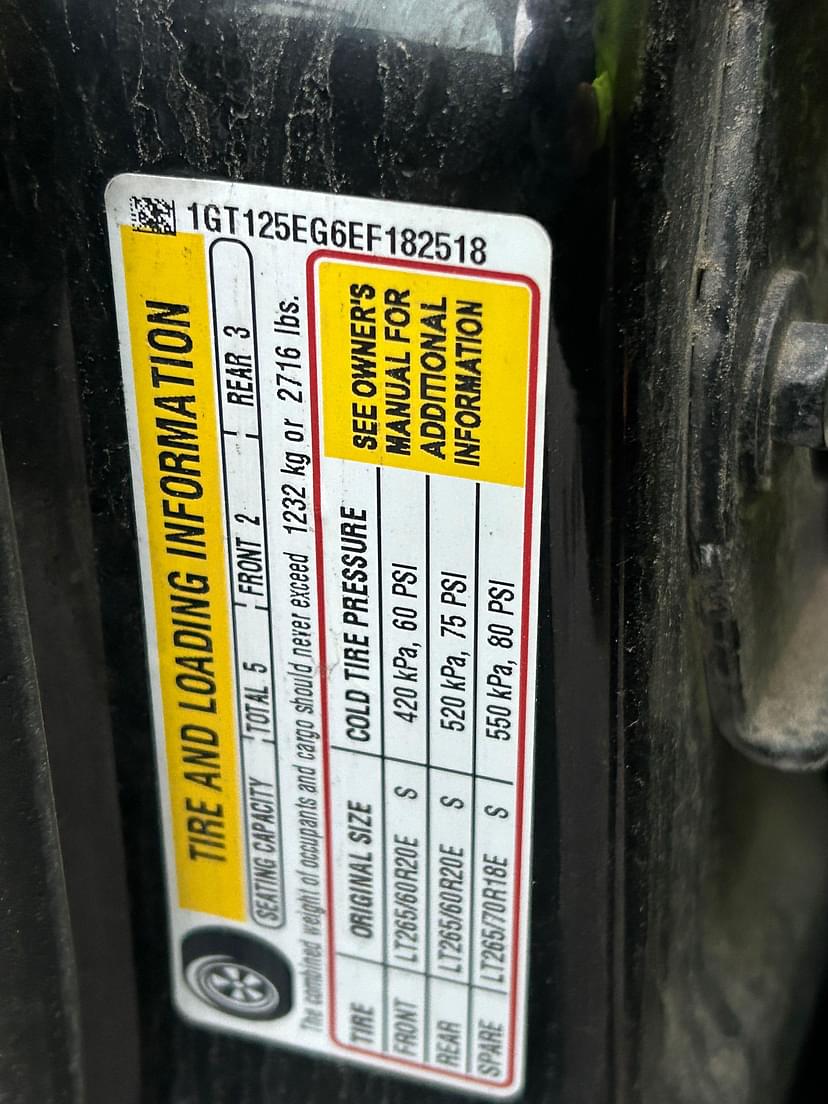 1GT125EG6EF182518
TIRE AND LOADING INFORMATION
SEATING CAPACITY TOTAL 5 FRONT 2 REAR 3
The combined weight of occupants and cargo should never exceed 1232 kg or 2716 lbs.
TIRE ORIGINAL SIZE COLD TIRE PRESSURE
FRONT LT265/60R20E S 420 kPa, 60 PSI
REAR LT265/60R20E S 520 kPa, 75 PSI
SPARE LT265/70R18E S 550 kPa, 80 PSI
SEE OWNER'S
MANUAL FOR
ADDITIONAL
INFORMATION